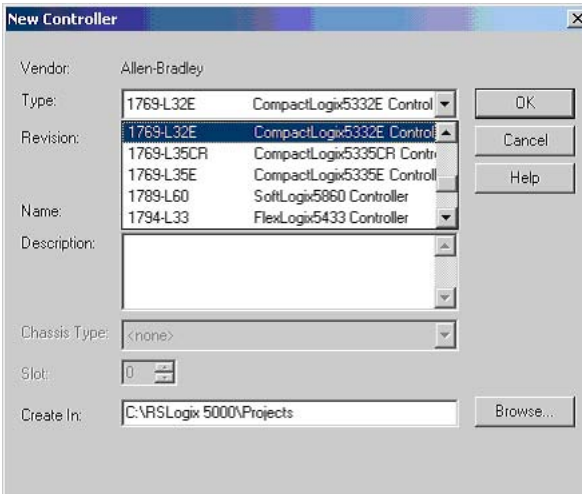 New Controller
Vendor: Allen-Bradley
Type: 1769-L32E CompactLogix5332E Control
OK
Revision:
1769-L32E CompactLogix5332E Control
1769-L35CR CompactLogix5335CR Contr
1769-L35E CompactLogix5335E Controll
1789-L60 SoftLogix5860 Controller
1794-L33 FlexLogix5433 Controller
Cancel
Help
Name:
Description:
Chassis Type: <none>
Slot: 0
Create In: C:\RSLogix 5000\Projects
Browse...